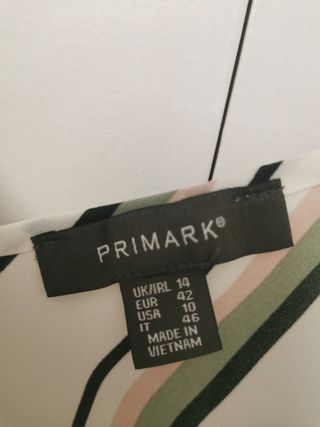 PRIMARK®
UK/IRL 14
EUR 42
USA 10
IT 46
MADE IN
VIETNAM